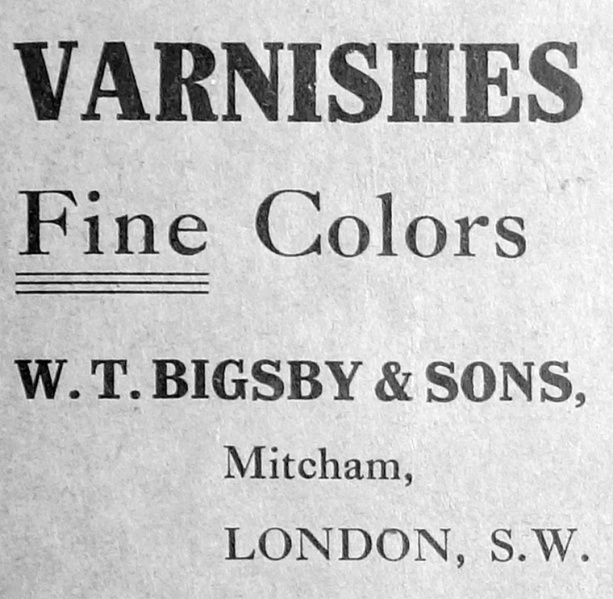 VARNISHES
Fine Colors
W. T. BIGSBY & SONS,
Mitcham,
LONDON, S.W.